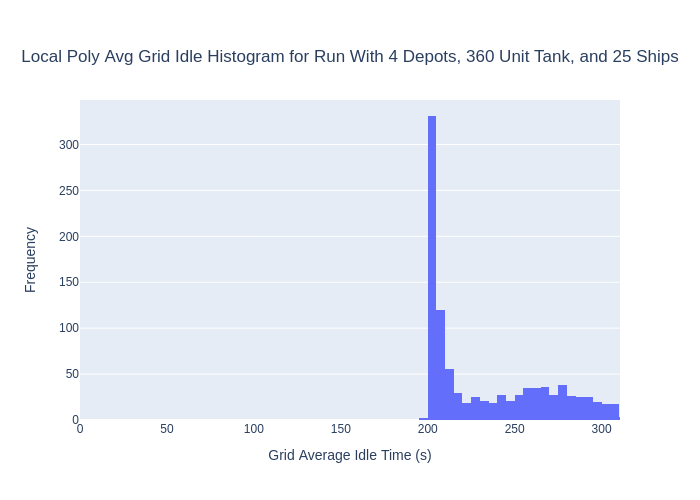 Local Poly Avg Grid Idle Histogram for Run With 4 Depots, 360 Unit Tank, and 25 Ships
300
250
200
150
100
50
0
Frequency
0 50 100 150 200 250 300
Grid Average Idle Time (s)